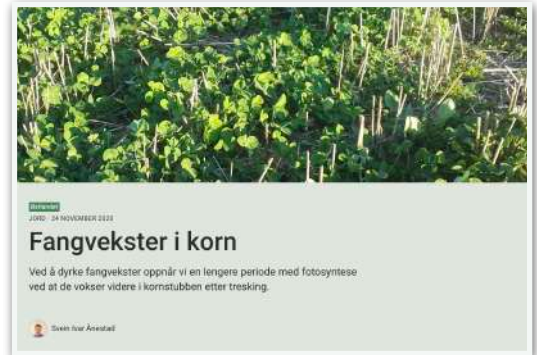 JORD · 24 NOVEMBER 2020
Fangvekster i korn
Ved å dyrke fangvekster oppnår vi en lengere periode med fotosyntese
ved at de vokser videre i kornstubben etter tresking.
Svein Ivar Ånestad